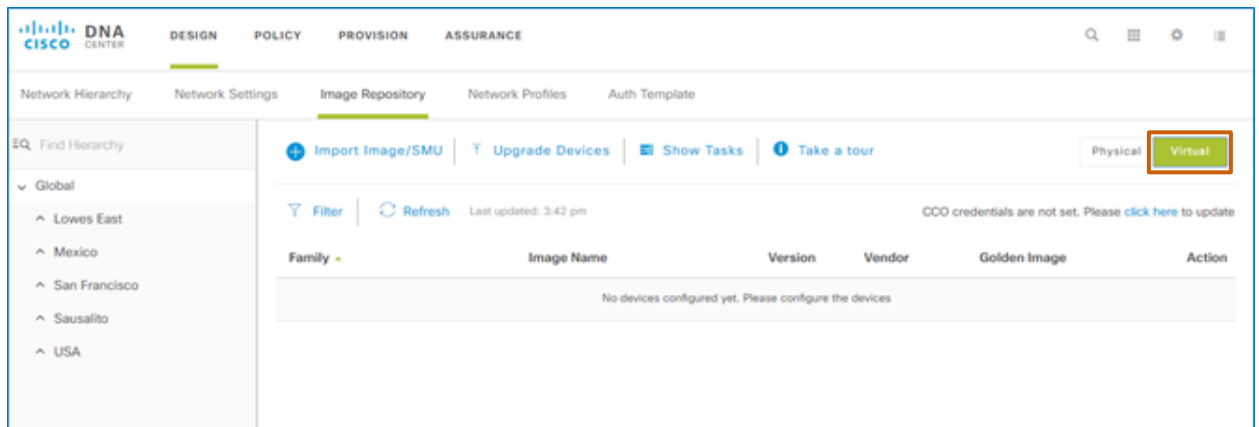 CISCO DNA CENTER DESIGN POLICY PROVISION ASSURANCE
Network Hierarchy Network Settings Image Repository Network Profiles Auth Template
Find Hierarchy
Import Image/SMU Upgrade Devices Show Tasks Take a tour Physical Virtual
Global
Filter Refresh Last updated: 3:42 pm CCO credentials are not set. Please click here to update
Lowes East
Mexico
Family Image Name Version Vendor Golden Image Action
San Francisco
No devices configured yet. Please configure the devices
Sausalito
USA